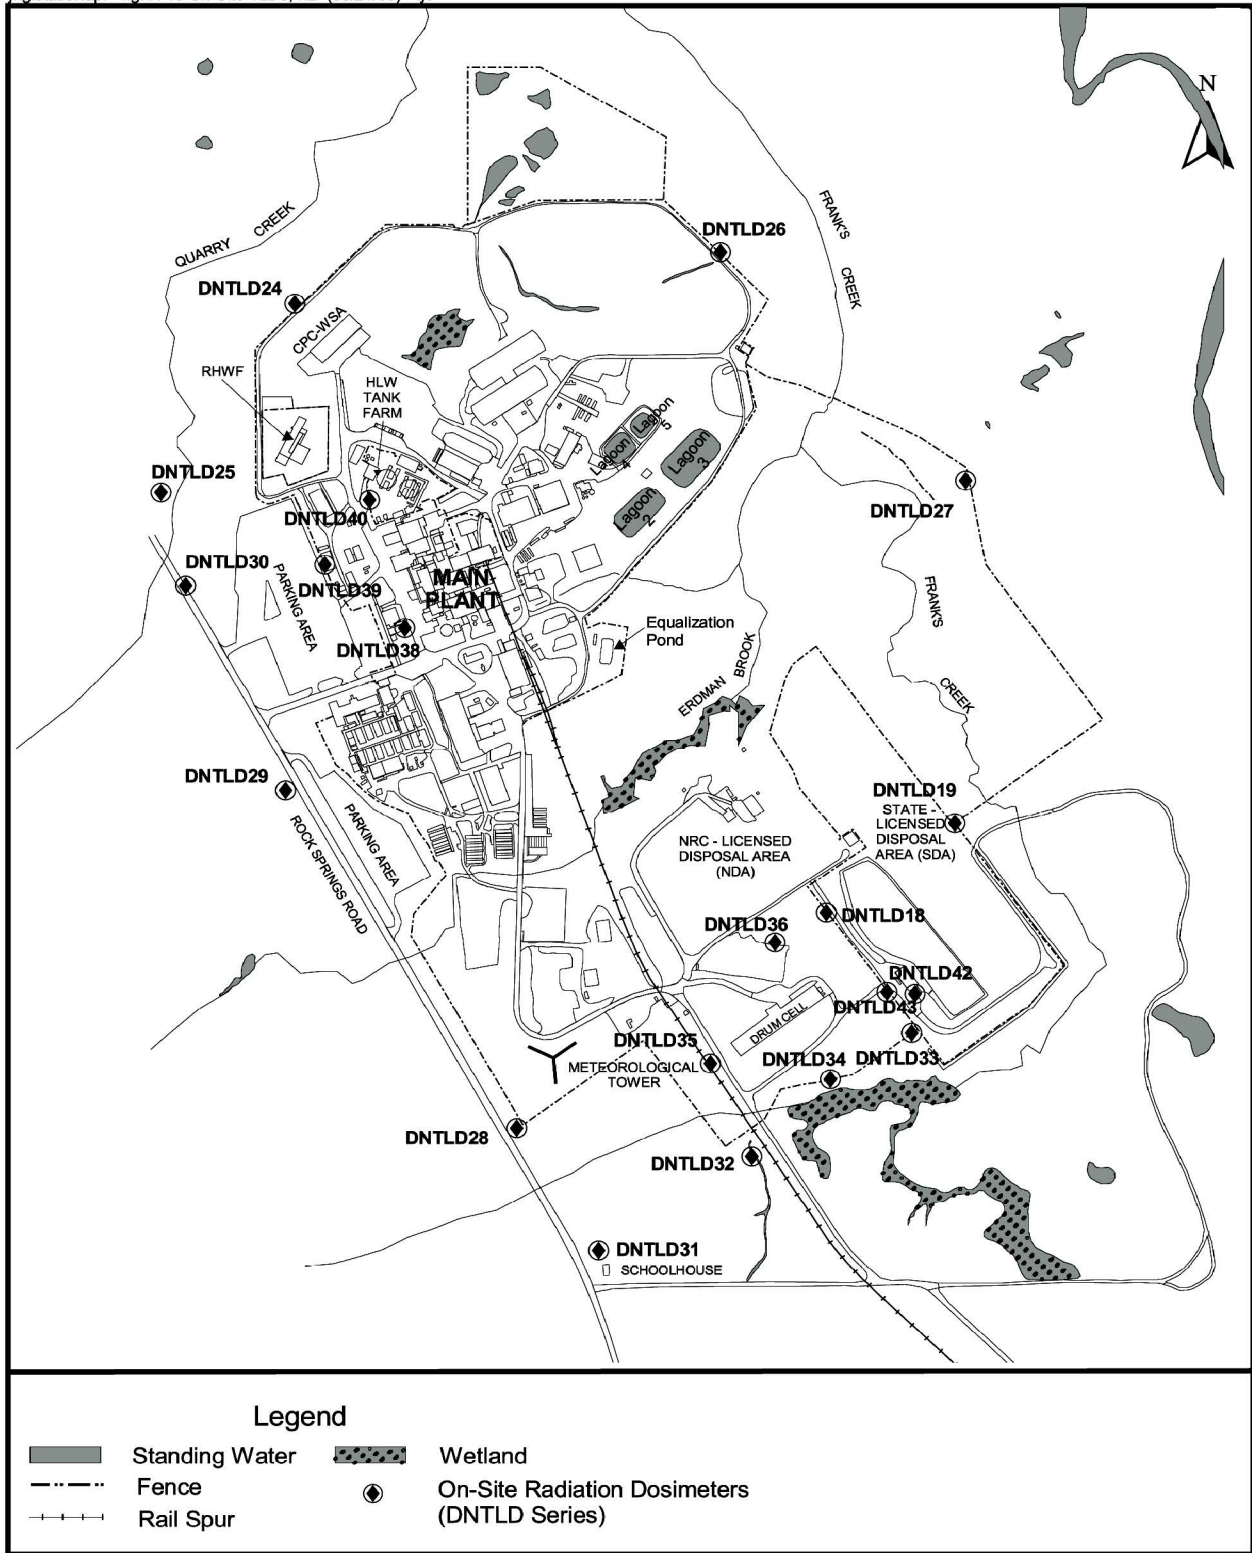 N
FRANK'S
CREEK
QUARRY CREEK
DNTLD26
DNTLD24
CPC-WSA
RHWF
HLW
TANK
FARM
Lagoon
5
Lagoon
4
Lagoon
3
Lagoon
2
DNTLD25
DNTLD40
DNTLD27
DNTLD30
DNTLD39
PARKING AREA
MAIN
PLANT
FRANK'S
CREEK
DNTLD38
Equalization
Pond
ERDMAN BROOK
DNTLD29
PARKING AREA
ROCK SPRINGS ROAD
DNTLD19
STATE -
LICENSED
DISPOSAL
AREA (SDA)
NRC - LICENSED
DISPOSAL AREA
(NDA)
DNTLD36
DNTLD18
DNTLD42
DNTLD43
DRUM CELL
DNTLD35
DNTLD34
DNTLD33
METEOROLOGICAL
TOWER
DNTLD28
DNTLD32
DNTLD31
SCHOOLHOUSE
Legend
Standing Water
Wetland
Fence
On-Site Radiation Dosimeters
(DNTLD Series)
Rail Spur